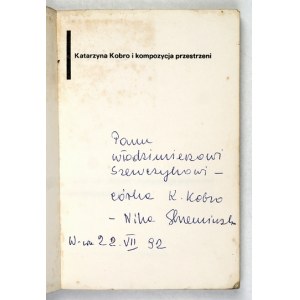 Katarzyna Kobro i kompozycja przestrzeni
Panu
Włodzimierzowi
Szewczykowi –
córka K. Kobro
– Nika Strzemińska
W-wa 22. VII 92